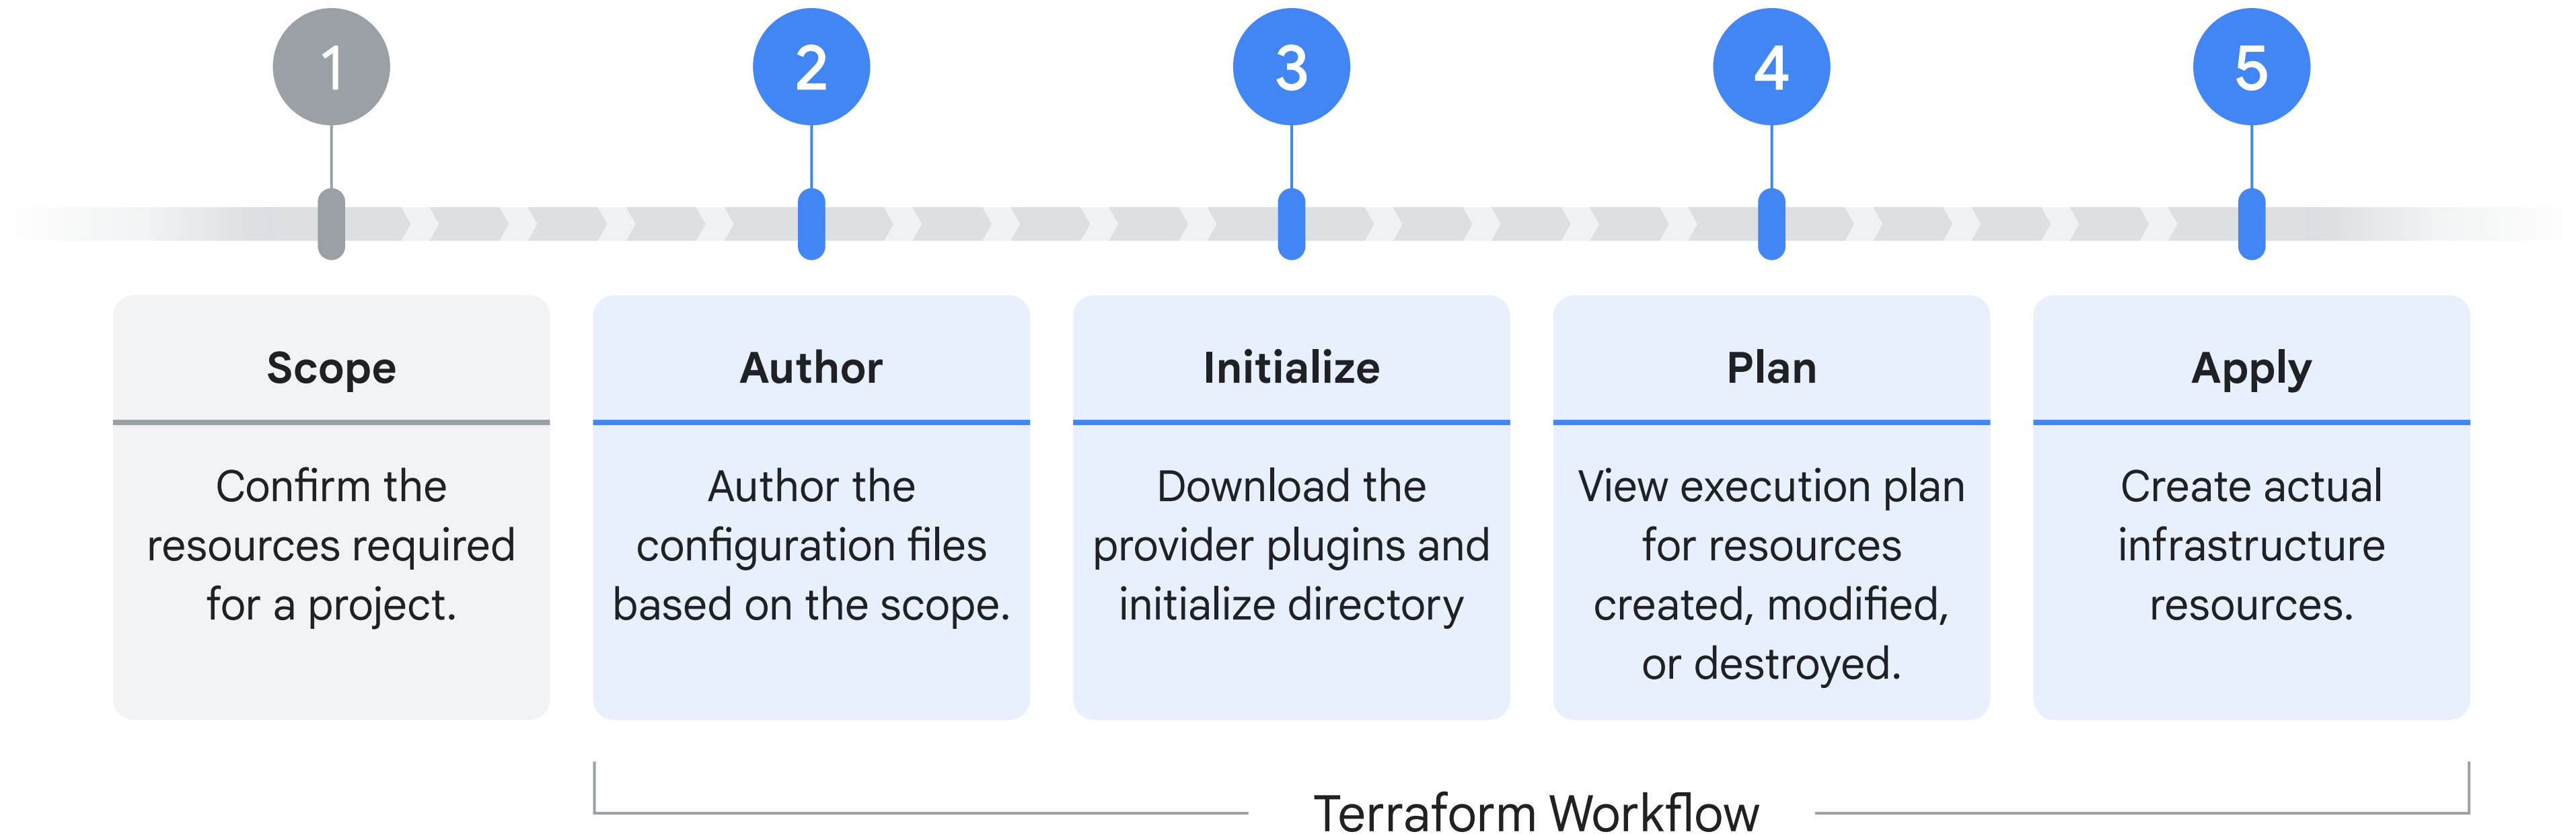 1
2
3
4
5
Scope
Confirm the
resources required
for a project.
Author
Author the
configuration files
based on the scope.
Initialize
Download the
provider plugins and
initialize directory
Plan
View execution plan
for resources
created, modified,
or destroyed.
Apply
Create actual
infrastructure
resources.
Terraform Workflow